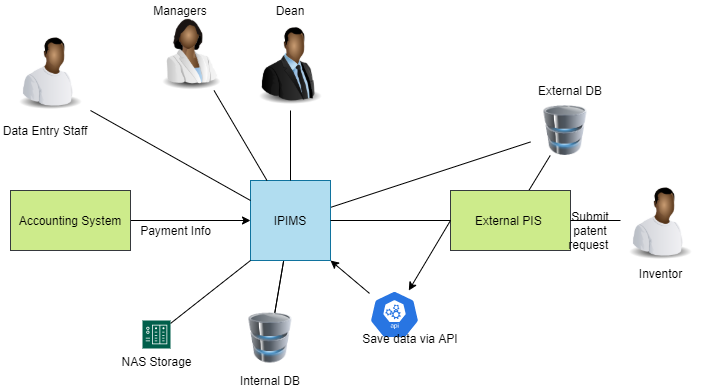 Managers
Dean
External DB
Data Entry Staff
Accounting System
Payment Info
IPIMS
External PIS
Submit
patent
request
Inventor
api
Save data via API
NAS Storage
Internal DB